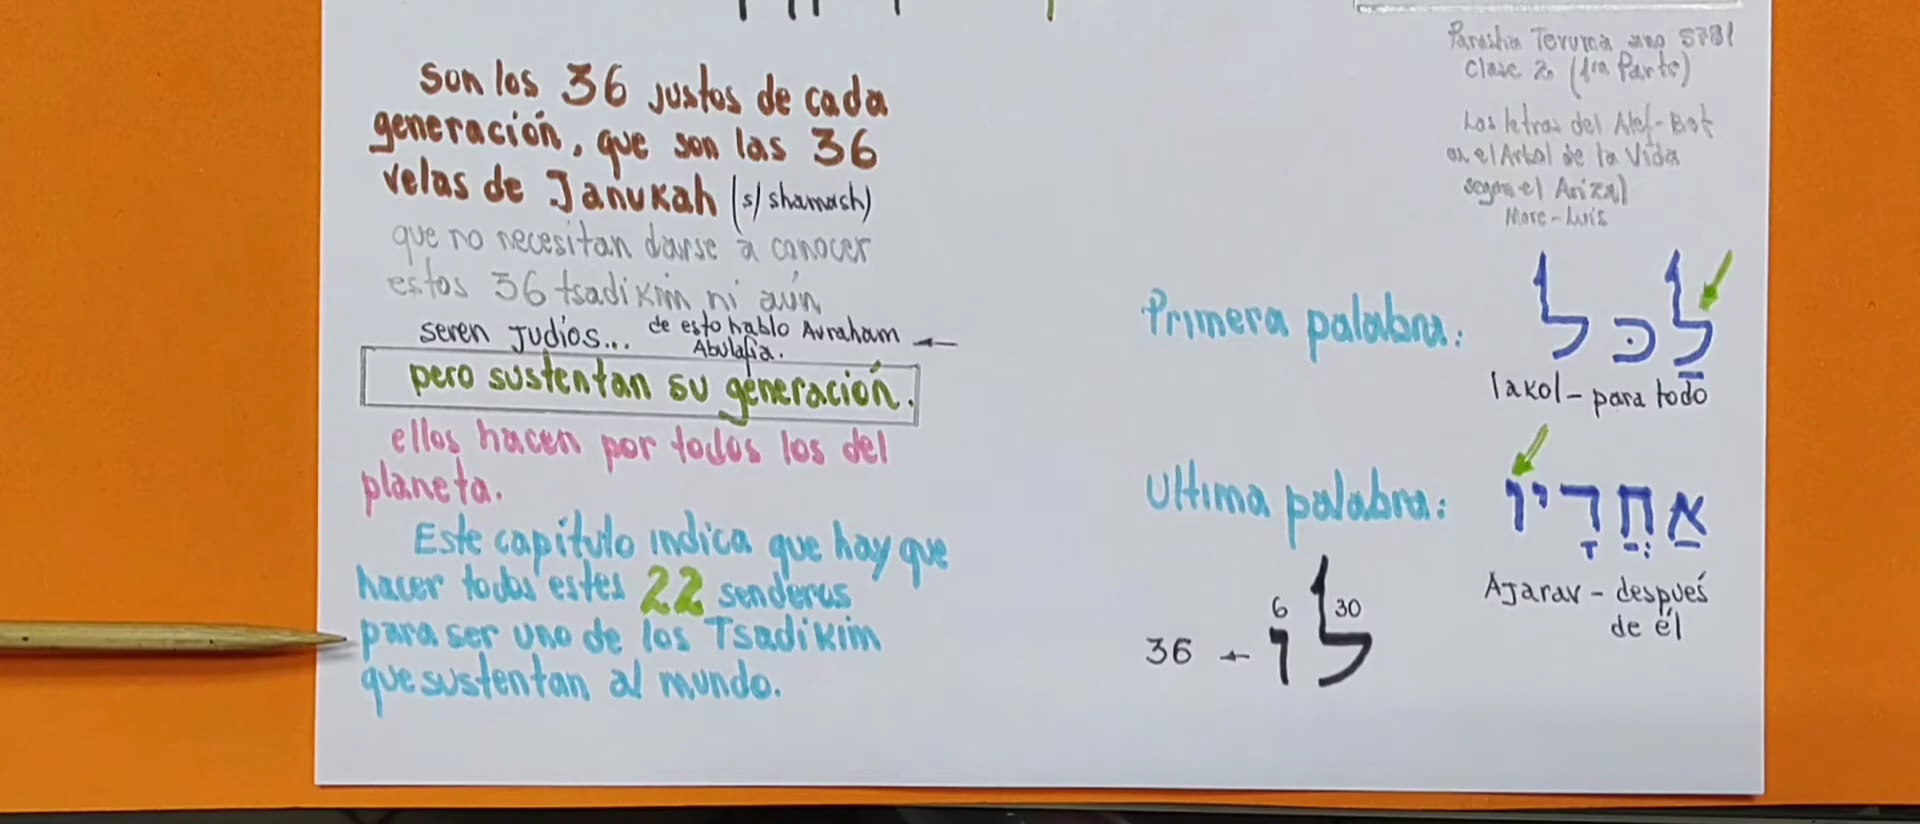 son los 36 justos de cada
generación, que son las 36
velas de Janukah (s/ shamash)
que no necesitan darse a conocer
estos 36 tsadikim ni aún
seren judios... de esto hablo Avraham
Abulafia.
pero sustentan su géneración.
ellos hacen por todos los del
planeta.
Este capítulo indica que hay que
hacer todos estes 22 senderos
para ser uno de los Tsadikim
que sustentan al mundo.
Parasha Teruma ano 5781
Clase 2 (1ra Parte)
Las letras del Alef-Bet
en el Arbol de la Vida
segun el Arizal
More-Luis
Primera palabra: לַכֹּל
lakol - para todo
Ultima palabra: אַחֲרָיו
Ajarav - después
de él
6 30
36 ← לו